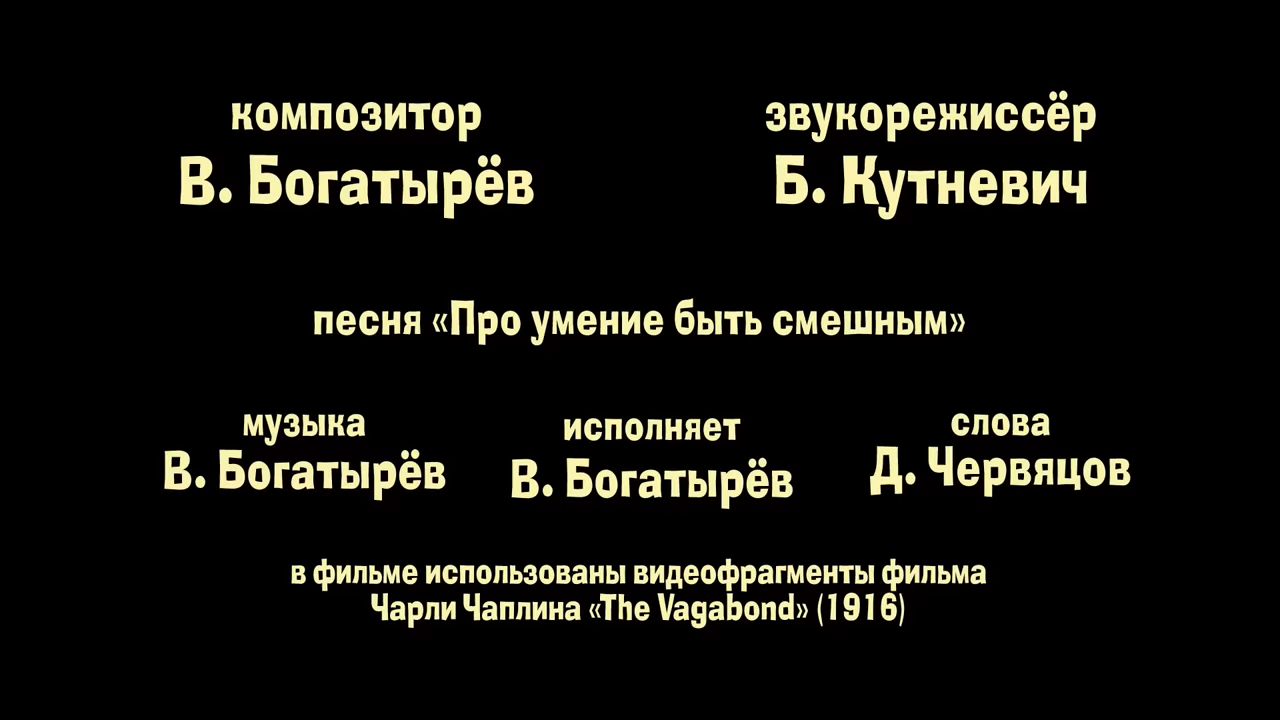 композитор
В. Богатырёв
звукорежиссёр
Б. Кутневич
песня «Про умение быть смешным»
музыка
В. Богатырёв
исполняет
В. Богатырёв
слова
Д. Червяцов
в фильме использованы видеофрагменты фильма
Чарли Чаплина «The Vagabond» (1916)